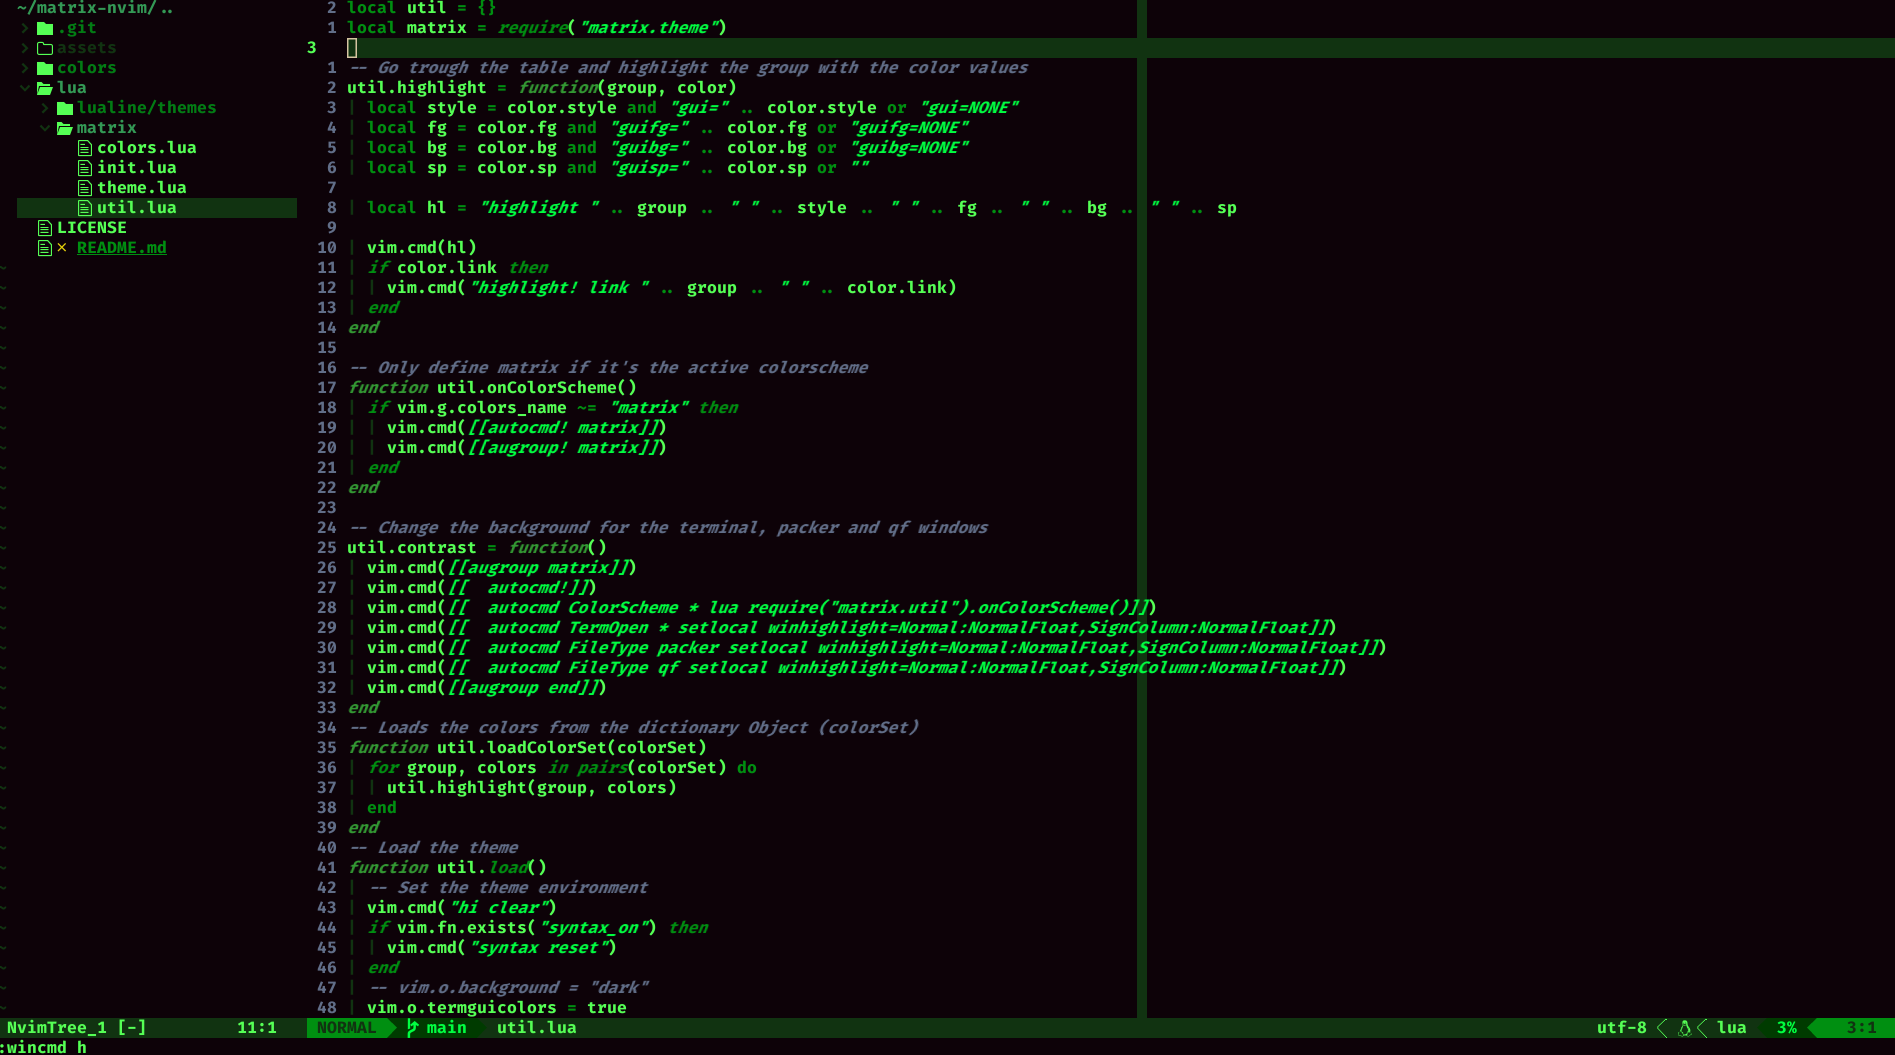 ~/matrix-nvim/..
.git
assets
colors
lua
lualine/themes
matrix
colors.lua
init.lua
theme.lua
util.lua
LICENSE
× README.md
2 local util = {}
1 local matrix = require("matrix.theme")
3
1 -- Go trough the table and highlight the group with the color values
2 util.highlight = function(group, color)
3 local style = color.style and "gui=" .. color.style or "gui=NONE"
4 local fg = color.fg and "guifg=" .. color.fg or "guifg=NONE"
5 local bg = color.bg and "guibg=" .. color.bg or "guibg=NONE"
6 local sp = color.sp and "guisp=" .. color.sp or ""
7
8 local hl = "highlight " .. group .. " " .. style .. " " .. fg .. " " .. bg .. " " .. sp
9
10 vim.cmd(hl)
11 if color.link then
12 vim.cmd("highlight! link " .. group .. " " .. color.link)
13 end
14 end
15
16 -- Only define matrix if it's the active colorscheme
17 function util.onColorScheme()
18 if vim.g.colors_name ~= "matrix" then
19 vim.cmd([[autocmd! matrix]])
20 vim.cmd([[augroup! matrix]])
21 end
22 end
23
24 -- Change the background for the terminal, packer and qf windows
25 util.contrast = function()
26 vim.cmd([[augroup matrix]])
27 vim.cmd([[  autocmd!]])
28 vim.cmd([[  autocmd ColorScheme * lua require("matrix.util").onColorScheme()]])
29 vim.cmd([[  autocmd TermOpen * setlocal winhighlight=Normal:NormalFloat,SignColumn:NormalFloat]])
30 vim.cmd([[  autocmd FileType packer setlocal winhighlight=Normal:NormalFloat,SignColumn:NormalFloat]])
31 vim.cmd([[  autocmd FileType qf setlocal winhighlight=Normal:NormalFloat,SignColumn:NormalFloat]])
32 vim.cmd([[augroup end]])
33 end
34 -- Loads the colors from the dictionary Object (colorSet)
35 function util.loadColorSet(colorSet)
36 for group, colors in pairs(colorSet) do
37 util.highlight(group, colors)
38 end
39 end
40 -- Load the theme
41 function util.load()
42 -- Set the theme environment
43 vim.cmd("hi clear")
44 if vim.fn.exists("syntax_on") then
45 vim.cmd("syntax reset")
46 end
47 -- vim.o.background = "dark"
48 vim.o.termguicolors = true
NvimTree_1 [-] 11:1 NORMAL main util.lua utf-8 lua 3% 3:1
:wincmd h